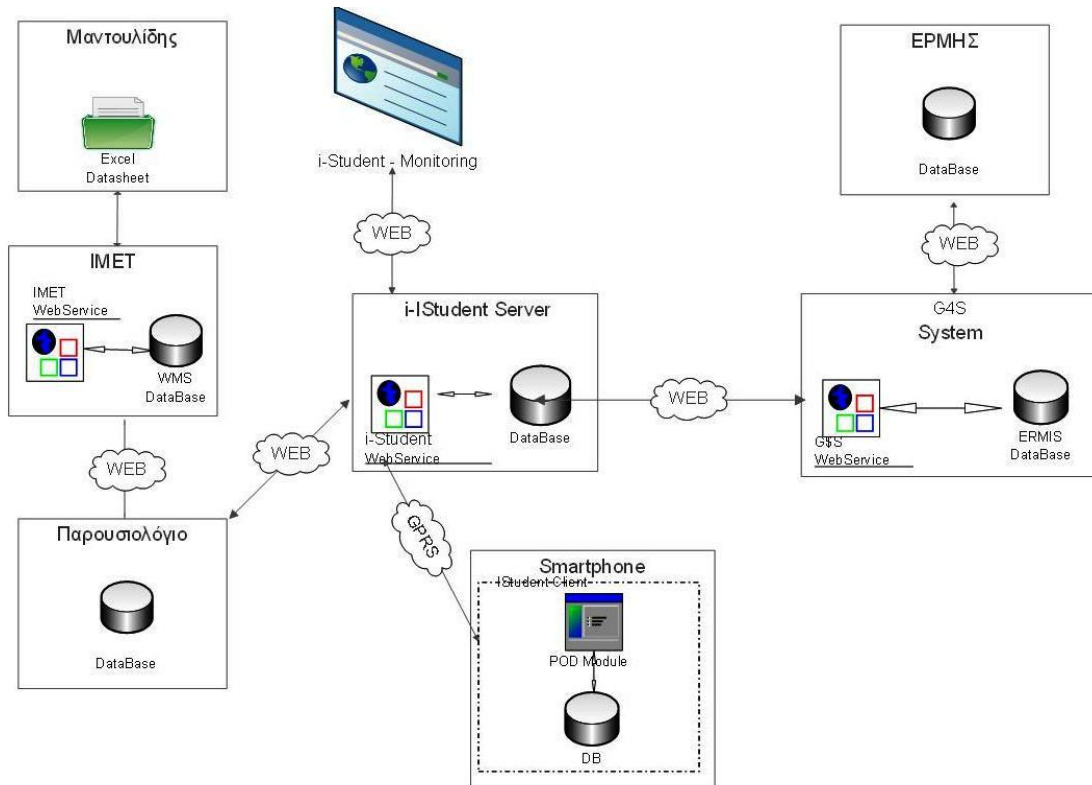 Μαντουλίδης
Excel
Datasheet
i-Student - Monitoring
ΕΡΜΗΣ
DataBase
WEB
WEB
IMET
IMET
WebService
WMS
DataBase
i-IStudent Server
i-Student
WebService
DataBase
WEB
G4S
System
G$S
WebService
ERMIS
DataBase
WEB
WEB
Παρουσιολόγιο
DataBase
GPRS
Smartphone
IStudent Client
POD Module
DB